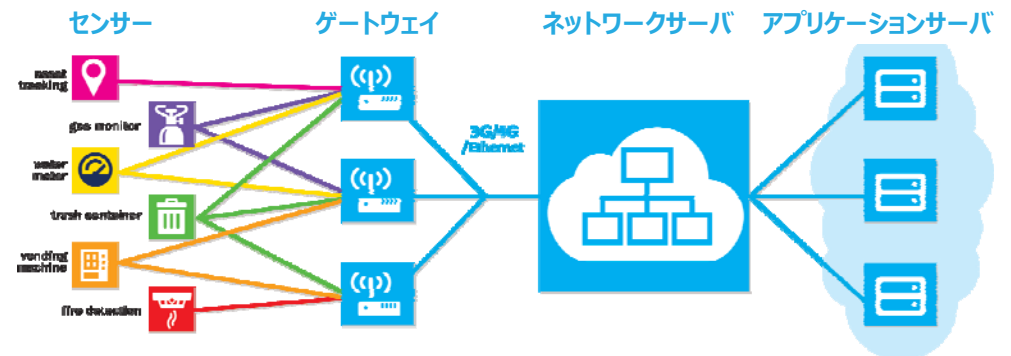 センサー
ゲートウェイ
ネットワークサーバ
アプリケーションサーバ
asset
tracking
gas monitor
water
meter
trash container
vending
machine
fire detection
3G/4G
/Ethernet